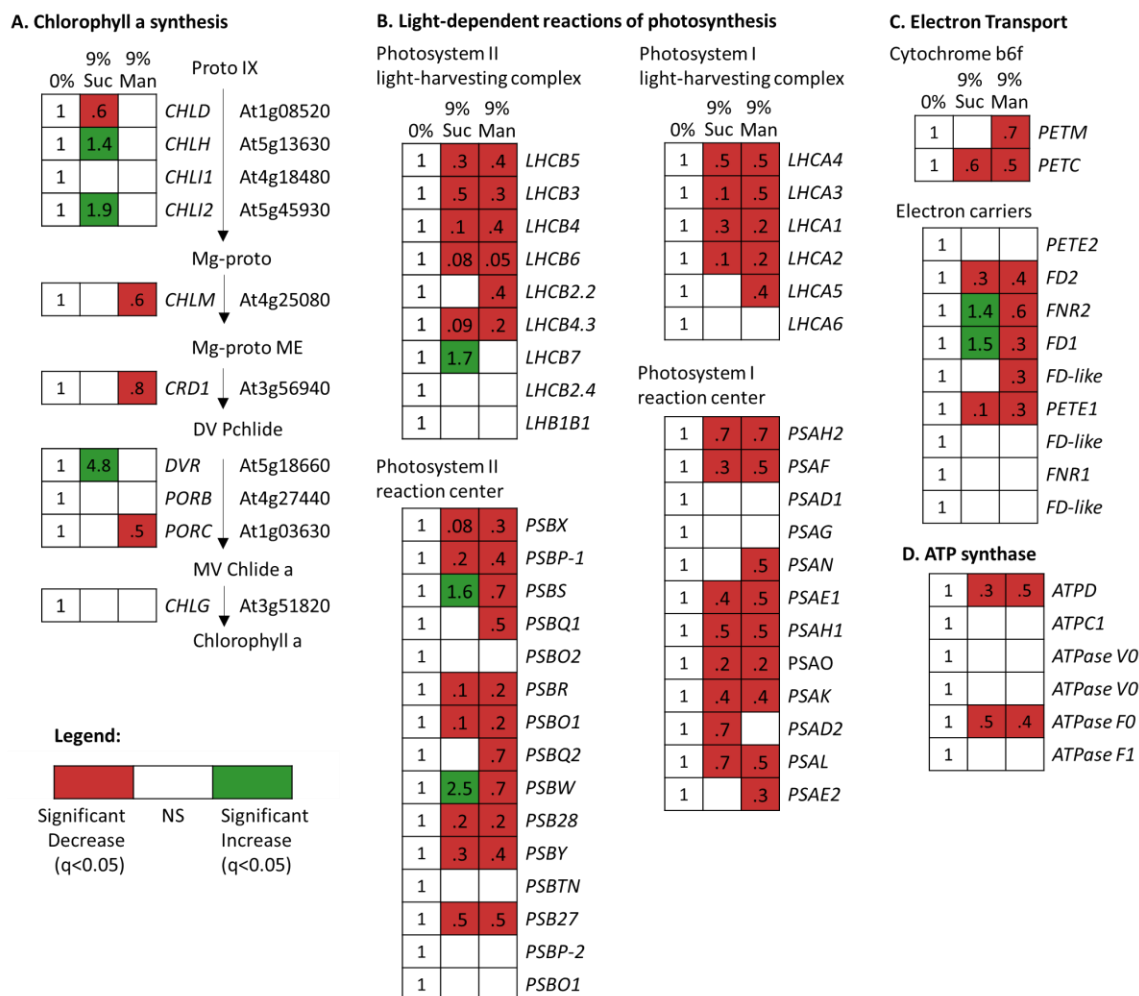 A. Chlorophyll a synthesis
9% 9%
0% Suc Man
Proto IX
1 .6 CHLD At1g08520
1 1.4 CHLH At5g13630
1 CHLI1 At4g18480
1 1.9 CHLI2 At5g45930
Mg-proto
1 .6 CHLM At4g25080
Mg-proto ME
1 .8 CRD1 At3g56940
DV Pchlide
1 4.8 DVR At5g18660
1 PORB At4g27440
1 .5 PORC At1g03630
MV Chlide a
1 CHLG At3g51820
Chlorophyll a
Legend:
Significant Decrease (q<0.05)
NS
Significant Increase (q<0.05)
B. Light-dependent reactions of photosynthesis
Photosystem II
light-harvesting complex
9% 9%
0% Suc Man
1 .3 .4 LHCB5
1 .5 .3 LHCB3
1 .1 .4 LHCB4
1 .08 .05 LHCB6
1 .4 LHCB2.2
1 .09 .2 LHCB4.3
1 1.7 LHCB7
1 LHCB2.4
1 LHB1B1
Photosystem II
reaction center
1 .08 .3 PSBX
1 .2 .4 PSBP-1
1 1.6 .7 PSBS
1 .5 PSBQ1
1 PSBO2
1 .1 .2 PSBR
1 .1 .2 PSBO1
1 .7 PSBQ2
1 2.5 .7 PSBW
1 .2 .2 PSB28
1 .3 .4 PSBY
1 PSBTN
1 .5 .5 PSB27
1 PSBP-2
1 PSBO1
Photosystem I
light-harvesting complex
9% 9%
0% Suc Man
1 .5 .5 LHCA4
1 .1 .5 LHCA3
1 .3 .2 LHCA1
1 .1 .2 LHCA2
1 .4 LHCA5
1 LHCA6
Photosystem I
reaction center
1 .7 .7 PSAH2
1 .3 .5 PSAF
1 PSAD1
1 PSAG
1 .5 PSAN
1 .4 .5 PSAE1
1 .5 .5 PSAH1
1 .2 .2 PSAO
1 .4 .4 PSAK
1 .7 PSAD2
1 .7 .5 PSAL
1 .3 PSAE2
C. Electron Transport
Cytochrome b6f
9% 9%
0% Suc Man
1 .7 PETM
1 .6 .5 PETC
Electron carriers
1 PETE2
1 .3 .4 FD2
1 1.4 .6 FNR2
1 1.5 .3 FD1
1 .3 FD-like
1 .1 .3 PETE1
1 FD-like
1 FNR1
1 FD-like
D. ATP synthase
1 .3 .5 ATPD
1 ATPC1
1 ATPase V0
1 ATPase V0
1 .5 .4 ATPase F0
1 ATPase F1